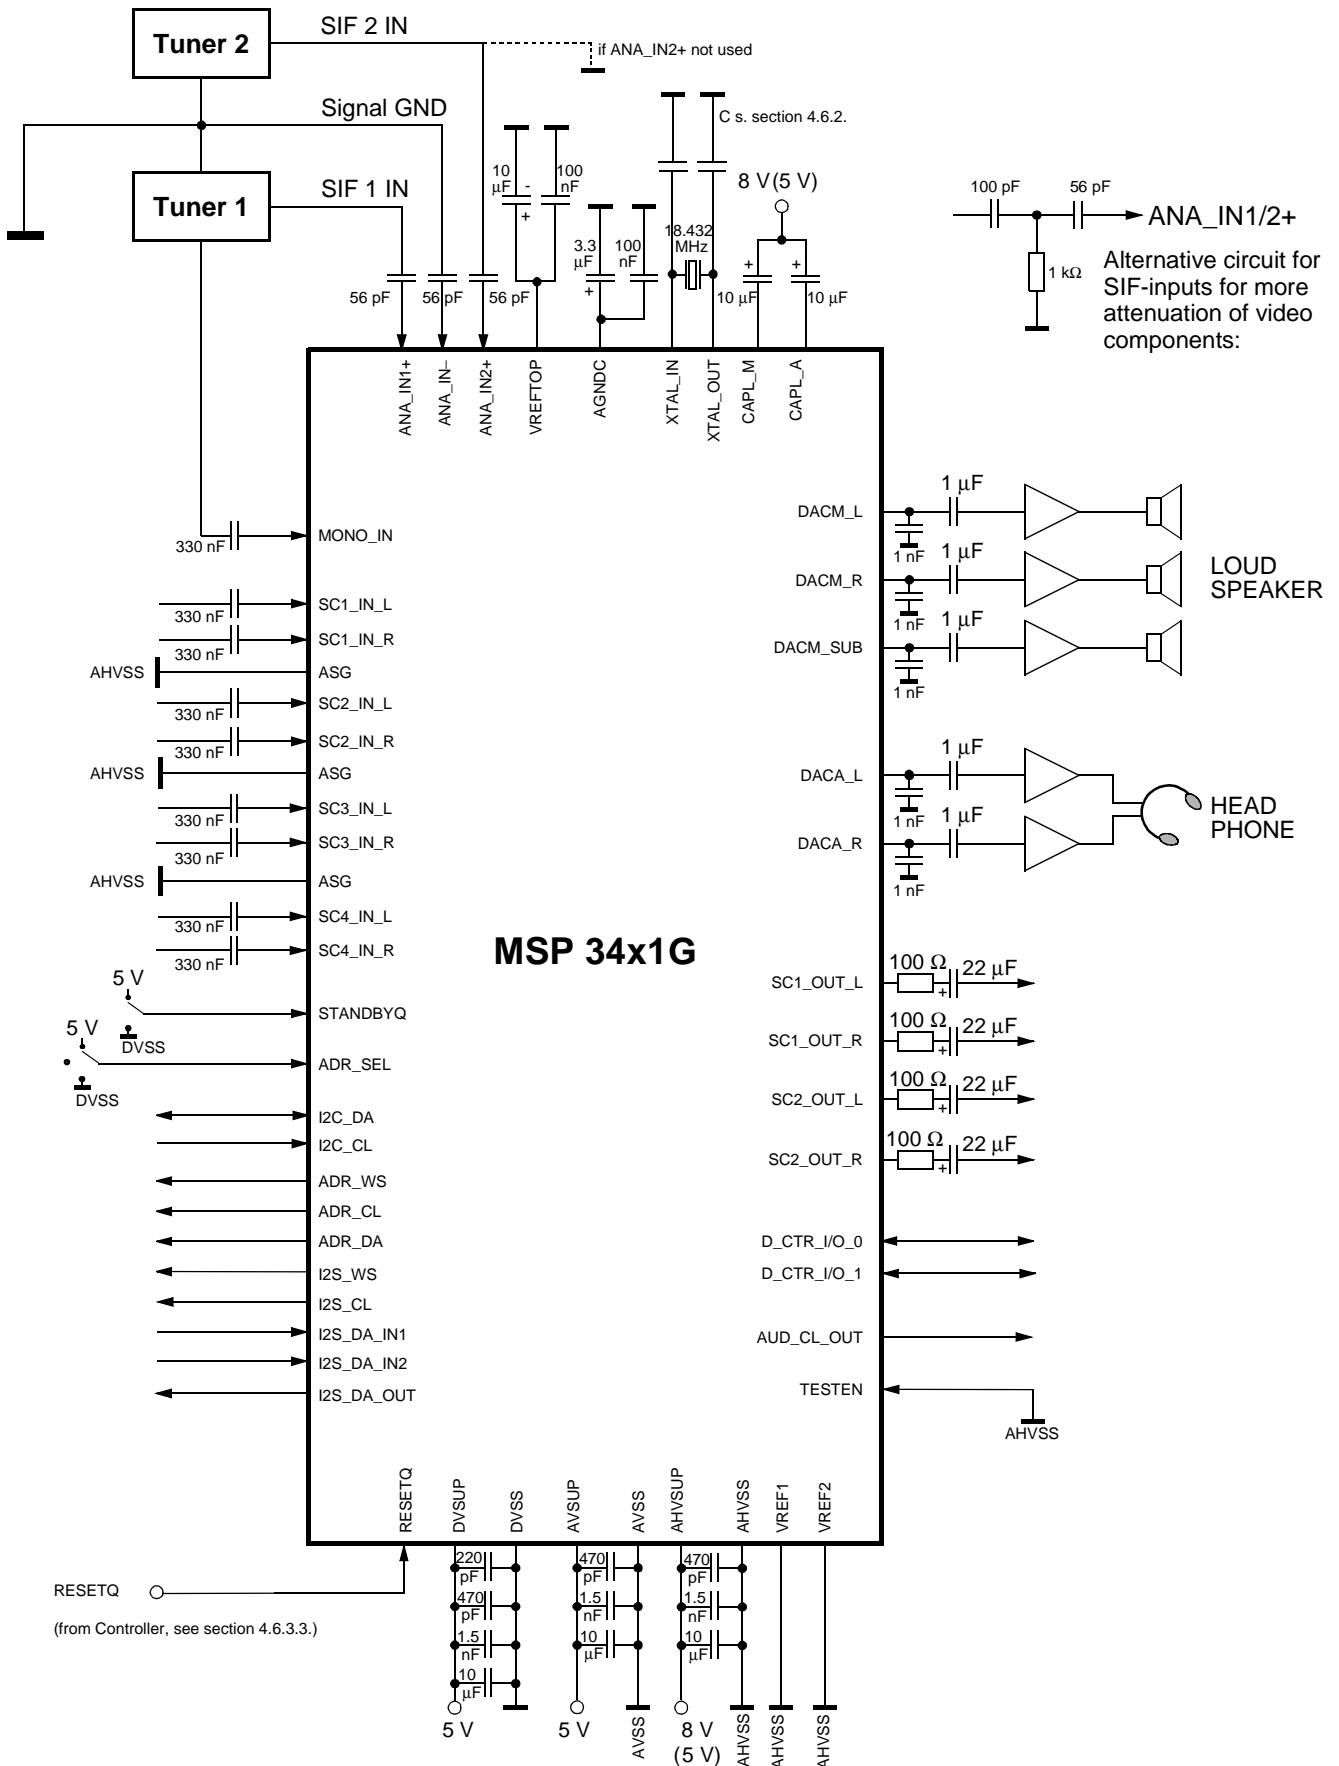 Tuner 2
SIF 2 IN
if ANA_IN2+ not used
Signal GND
C s. section 4.6.2.
Tuner 1
SIF 1 IN
10
μF
-
+
100
nF
8 V(5 V)
100 pF
56 pF
ANA_IN1/2+
1 kΩ
Alternative circuit for
SIF-inputs for more
attenuation of video
components:
3.3
μF
+
100
nF
18.432
MHz
+
+
56 pF
56 pF
56 pF
10 μF
10 μF
ANA_IN1+
ANA_IN–
ANA_IN2+
VREFTOP
AGNDC
XTAL_IN
XTAL_OUT
CAPL_M
CAPL_A
330 nF
MONO_IN
330 nF
SC1_IN_L
330 nF
SC1_IN_R
AHVSS
ASG
330 nF
SC2_IN_L
330 nF
SC2_IN_R
AHVSS
ASG
330 nF
SC3_IN_L
330 nF
SC3_IN_R
AHVSS
ASG
330 nF
SC4_IN_L
330 nF
SC4_IN_R
5 V
STANDBYQ
DVSS
5 V
ADR_SEL
DVSS
I2C_DA
I2C_CL
ADR_WS
ADR_CL
ADR_DA
I2S_WS
I2S_CL
I2S_DA_IN1
I2S_DA_IN2
I2S_DA_OUT
MSP 34x1G
DACM_L
1 μF
1 nF
DACM_R
1 μF
1 nF
DACM_SUB
1 μF
1 nF
LOUD
SPEAKER
DACA_L
1 μF
1 nF
DACA_R
1 μF
1 nF
HEAD
PHONE
SC1_OUT_L
100 Ω
+
22 μF
SC1_OUT_R
100 Ω
+
22 μF
SC2_OUT_L
100 Ω
+
22 μF
SC2_OUT_R
100 Ω
+
22 μF
D_CTR_I/O_0
D_CTR_I/O_1
AUD_CL_OUT
TESTEN
AHVSS
RESETQ
DVSUP
DVSS
AVSUP
AVSS
AHVSUP
AHVSS
VREF1
VREF2
RESETQ
(from Controller, see section 4.6.3.3.)
220
pF
470
pF
1.5
nF
10
μF
5 V
470
pF
1.5
nF
10
μF
5 V
AVSS
470
pF
1.5
nF
10
μF
8 V
(5 V)
AHVSS
AHVSS
AHVSS